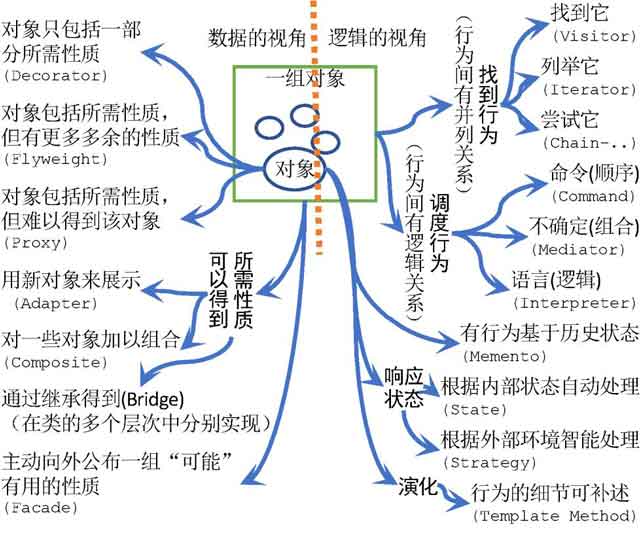 数据的视角
逻辑的视角
一组对象
对象
对象只包括一部
分所需性质
(Decorator)
对象包括所需性质，
但有更多多余的性质
(Flyweight)
对象包括所需性质，
但难以得到该对象
(Proxy)
所需性质
可以得到
用新对象来展示
(Adapter)
对一些对象加以组合
(Composite)
通过继承得到(Bridge)
（在类的多个层次中分别实现）
主动向外公布一组“可能”
有用的性质
(Facade)
找到行为
（行为间有并列关系）
找到它
(Visitor)
列举它
(Iterator)
尝试它
(Chain-..)
调度行为
（行为间有逻辑关系）
命令(顺序)
(Command)
不确定(组合)
(Mediator)
语言(逻辑)
(Interpreter)
有行为基于历史状态
(Memento)
响应
状态
根据内部状态自动处理
(State)
根据外部环境智能处理
(Strategy)
演化
行为的细节可补述
(Template Method)